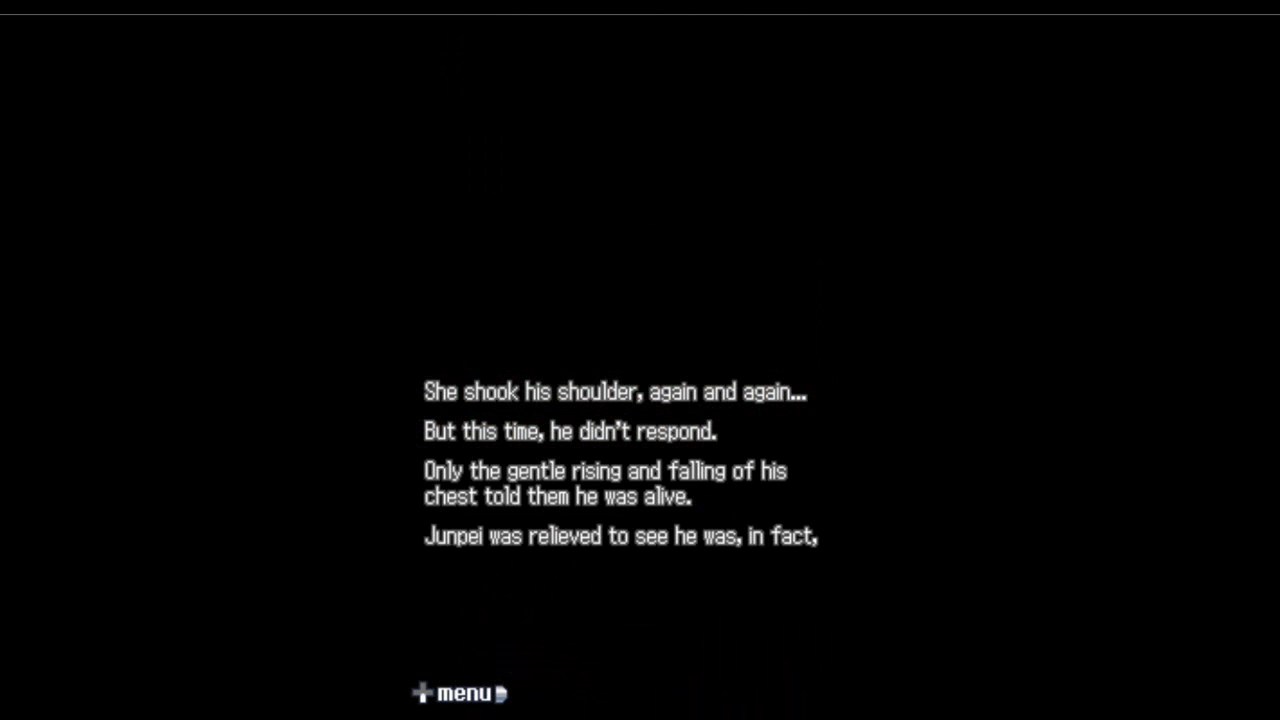 She shook his shoulder, again and again...
But this time, he didn't respond.
Only the gentle rising and falling of his
chest told them he was alive.
Junpei was relieved to see he was, in fact,
menu